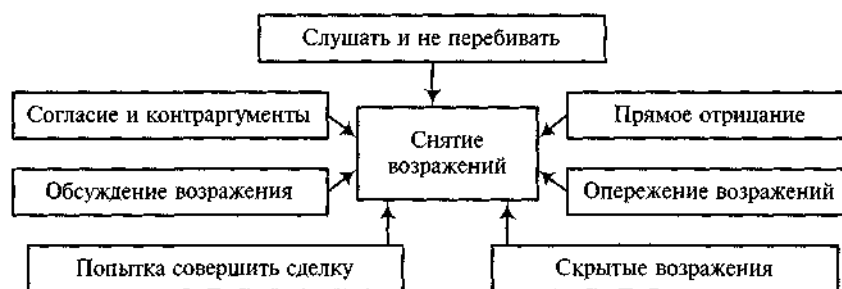 Слушать и не перебивать
Согласие и контраргументы
Прямое отрицание
Снятие
возражений
Обсуждение возражения
Опережение возражений
Попытка совершить сделку
Скрытые возражения